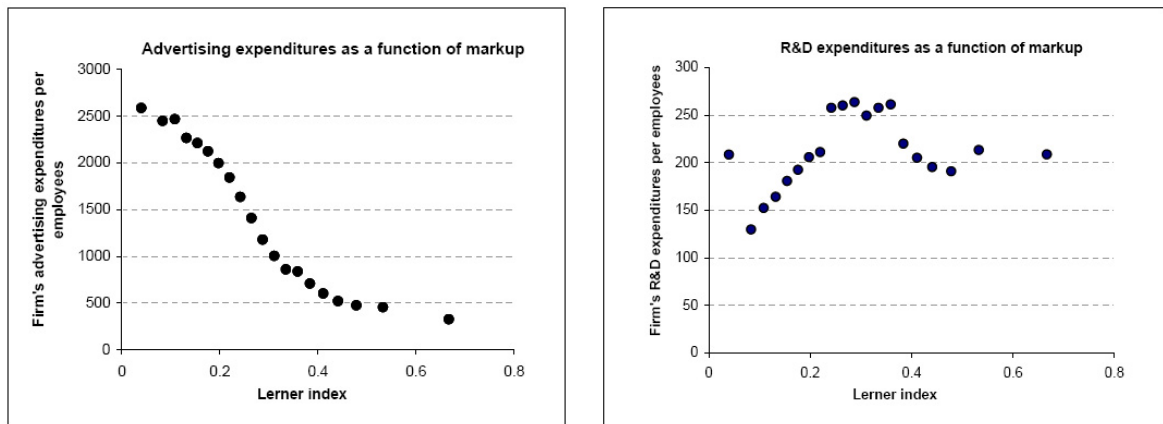 Advertising expenditures as a function of markup
Firm's advertising expenditures per
employees
3000
2500
2000
1500
1000
500
0
0 0.2 0.4 0.6 0.8
Lerner index
R&D expenditures as a function of markup
Firm's R&D expenditures per employees
300
250
200
150
100
50
0
0 0.2 0.4 0.6 0.8
Lerner index